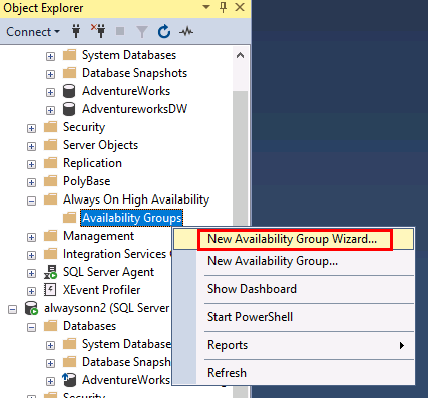 Object Explorer
Connect
System Databases
Database Snapshots
AdventureWorks
AdventureworksDW
Security
Server Objects
Replication
PolyBase
Always On High Availability
Availability Groups
Management
Integration Services
SQL Server Agent
XEvent Profiler
alwaysonn2 (SQL Server
Databases
System Databas
Database Snapsh
AdventureWorks
Security
New Availability Group Wizard...
New Availability Group...
Show Dashboard
Start PowerShell
Reports
Refresh